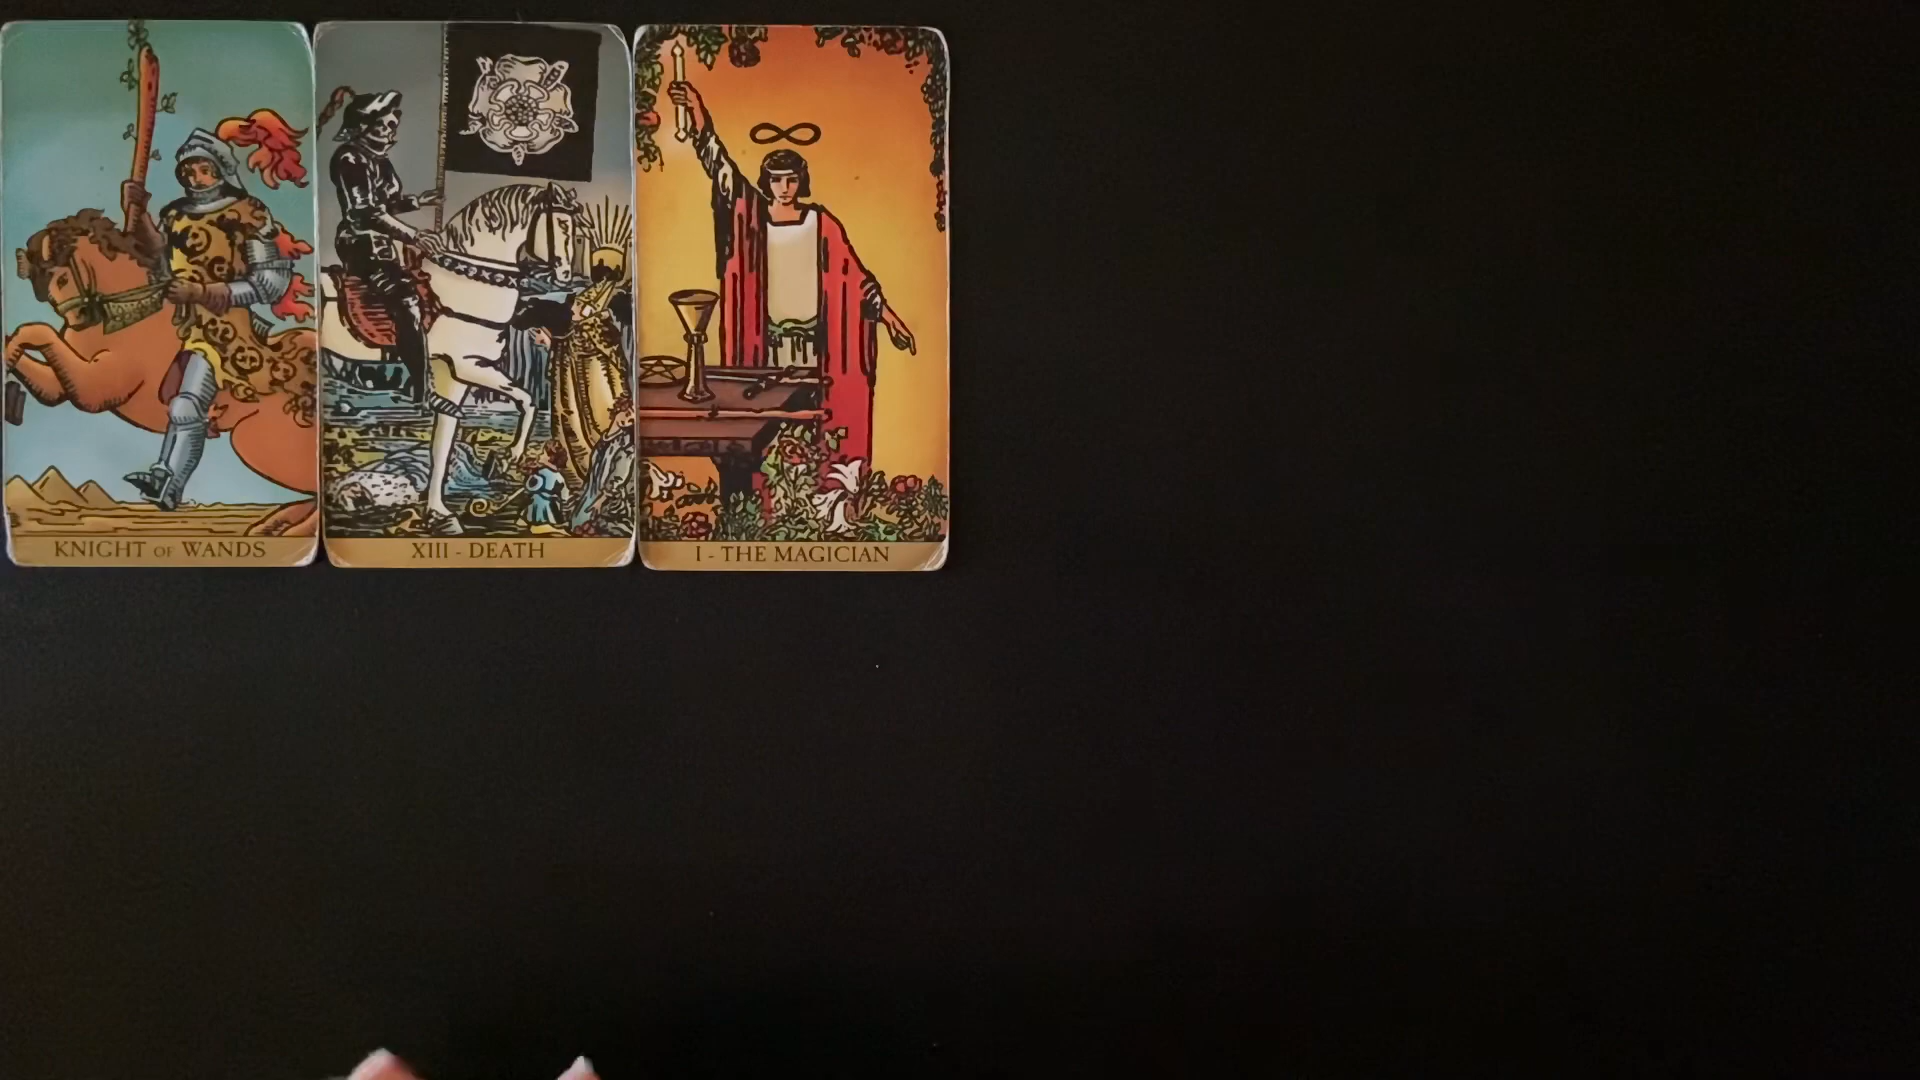 KNIGHT OF WANDS
XIII - DEATH
I - THE MAGICIAN